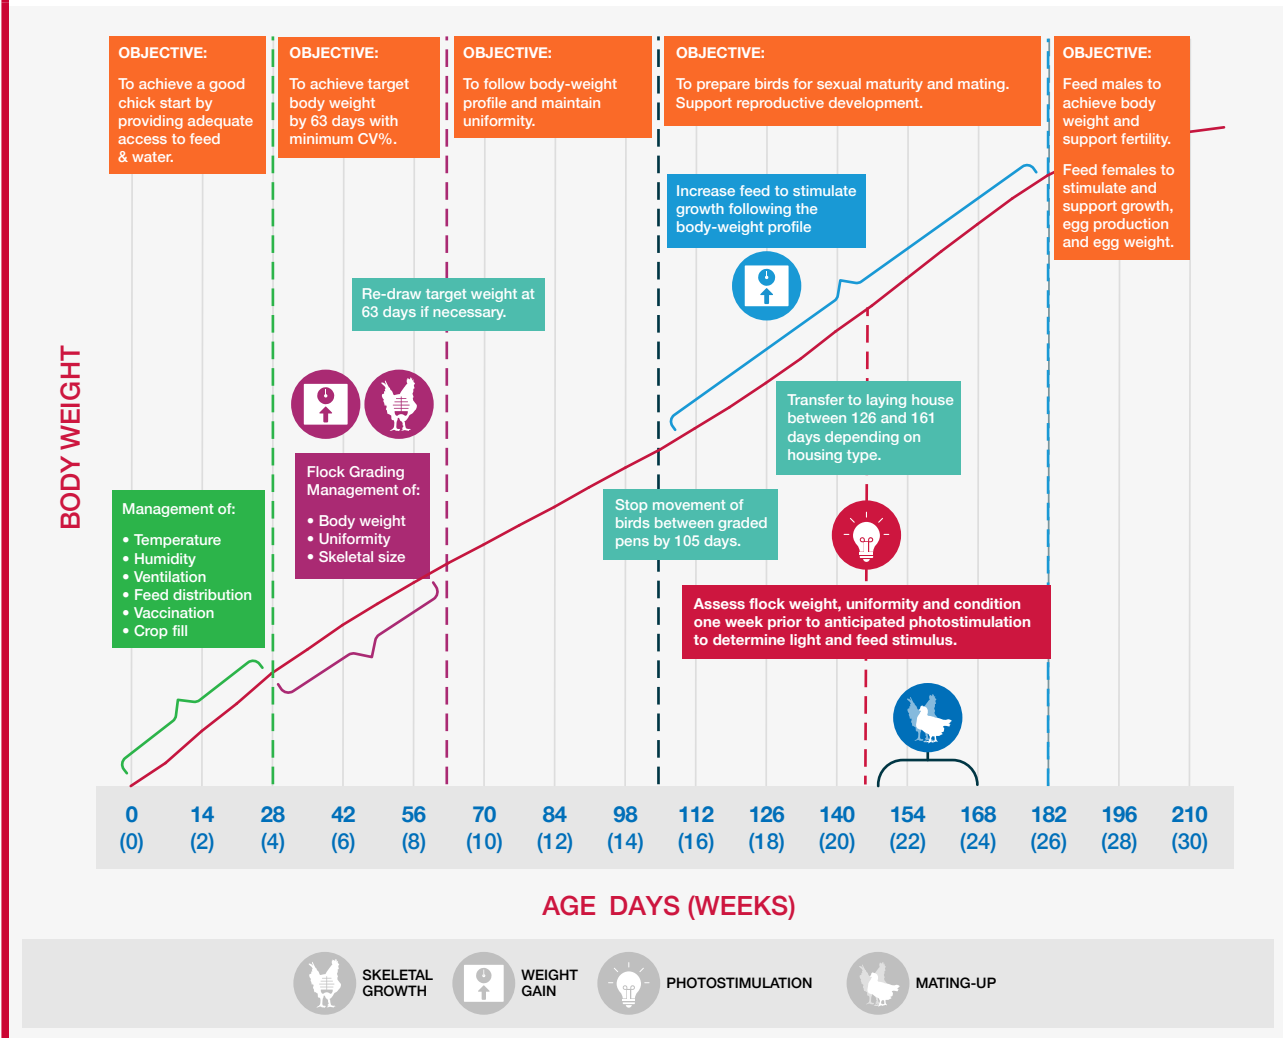 OBJECTIVE:
To achieve a good
chick start by
providing adequate
access to feed
& water.
OBJECTIVE:
To achieve target
body weight
by 63 days with
minimum CV%.
OBJECTIVE:
To follow body-weight
profile and maintain
uniformity.
OBJECTIVE:
To prepare birds for sexual maturity and mating.
Support reproductive development.
OBJECTIVE:
Feed males to
achieve body
weight and
support fertility.
Feed females to
stimulate and
support growth,
egg production
and egg weight.
Increase feed to stimulate
growth following the
body-weight profile
Re-draw target weight at
63 days if necessary.
BODY WEIGHT
Flock Grading
Management of:
• Body weight
• Uniformity
• Skeletal size
Transfer to laying house
between 126 and 161
days depending on
housing type.
Management of:
• Temperature
• Humidity
• Ventilation
• Feed distribution
• Vaccination
• Crop fill
Stop movement of
birds between graded
pens by 105 days.
Assess flock weight, uniformity and condition
one week prior to anticipated photostimulation
to determine light and feed stimulus.
0 14 28 42 56 70 84 98 112 126 140 154 168 182 196 210
(0) (2) (4) (6) (8) (10) (12) (14) (16) (18) (20) (22) (24) (26) (28) (30)
AGE DAYS (WEEKS)
SKELETAL
GROWTH
WEIGHT
GAIN
PHOTOSTIMULATION
MATING-UP